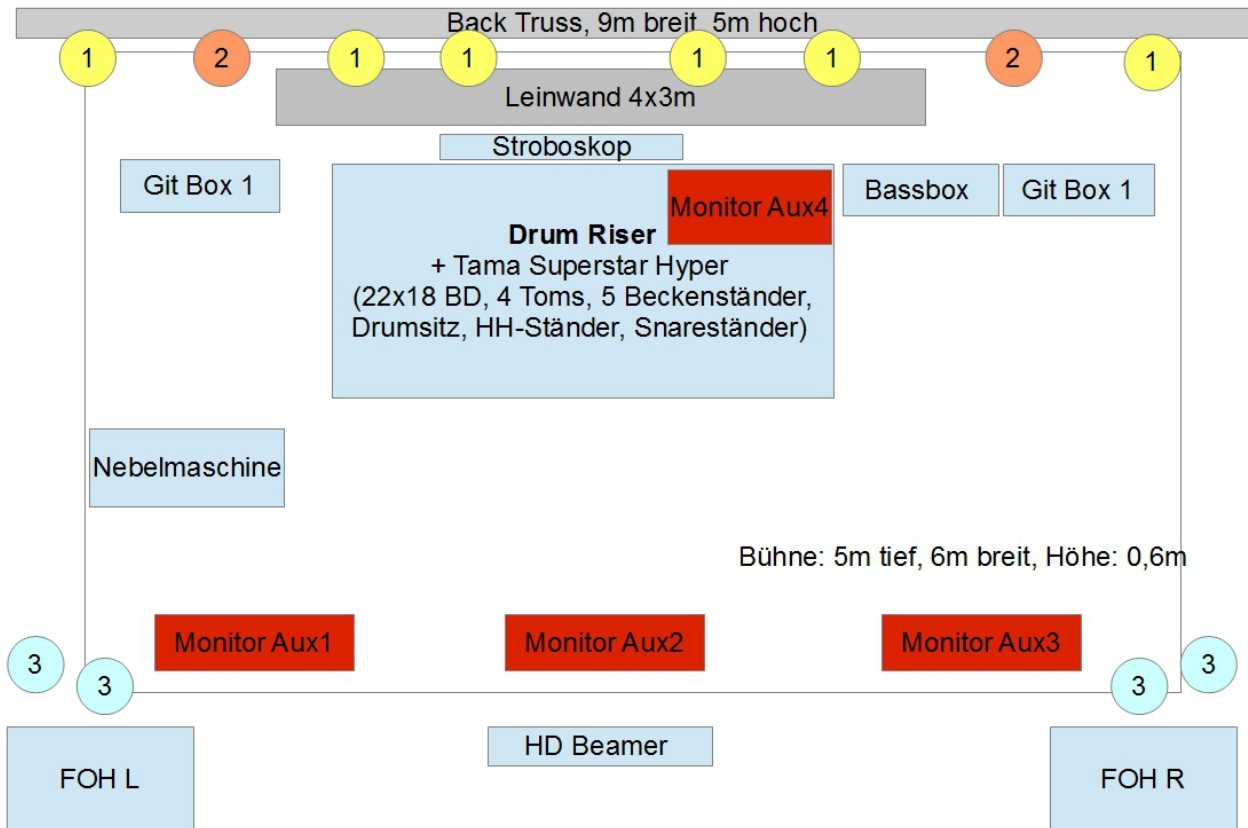 Back Truss, 9m breit, 5m hoch
1 2 1 1 1 1 2 1
Leinwand 4x3m
Stroboskop
Git Box 1
Monitor Aux4
Bassbox
Git Box 1
Drum Riser
+ Tama Superstar Hyper
(22x18 BD, 4 Toms, 5 Beckenständer,
Drumsitz, HH-Ständer, Snareständer)
Nebelmaschine
Bühne: 5m tief, 6m breit, Höhe: 0,6m
Monitor Aux1
Monitor Aux2
Monitor Aux3
3 3 3 3
FOH L
HD Beamer
FOH R